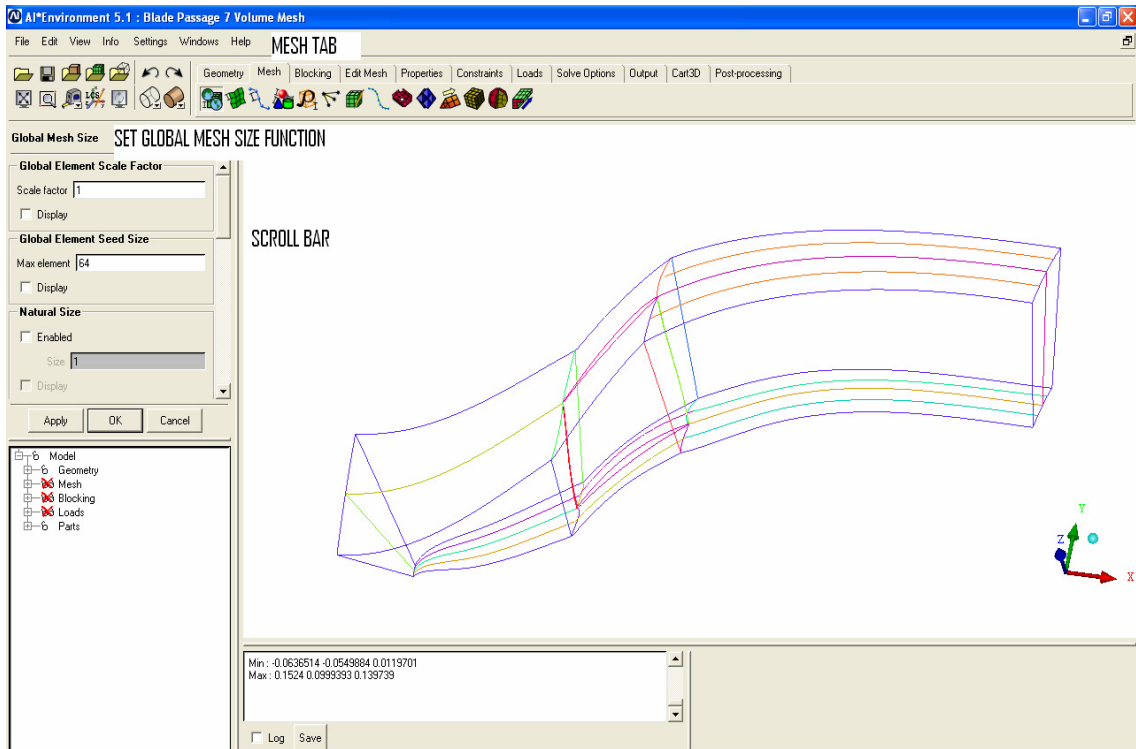 AI*Environment 5.1 : Blade Passage 7 Volume Mesh
File Edit View Info Settings Windows Help
MESH TAB
Geometry Mesh Blocking Edit Mesh Properties Constraints Loads Solve Options Output Cart3D Post-processing
LCS
Global Mesh Size
SET GLOBAL MESH SIZE FUNCTION
Global Element Scale Factor
Scale factor 1
Display
Global Element Seed Size
SCROLL BAR
Max element 64
Display
Natural Size
Enabled
Size 1
Display
Apply OK Cancel
Model
Geometry
Mesh
Blocking
Loads
Parts
Y
Z
X
Min : -0.0636514 -0.0549884 0.0119701
Max : 0.1524 0.0999393 0.139739
Log Save